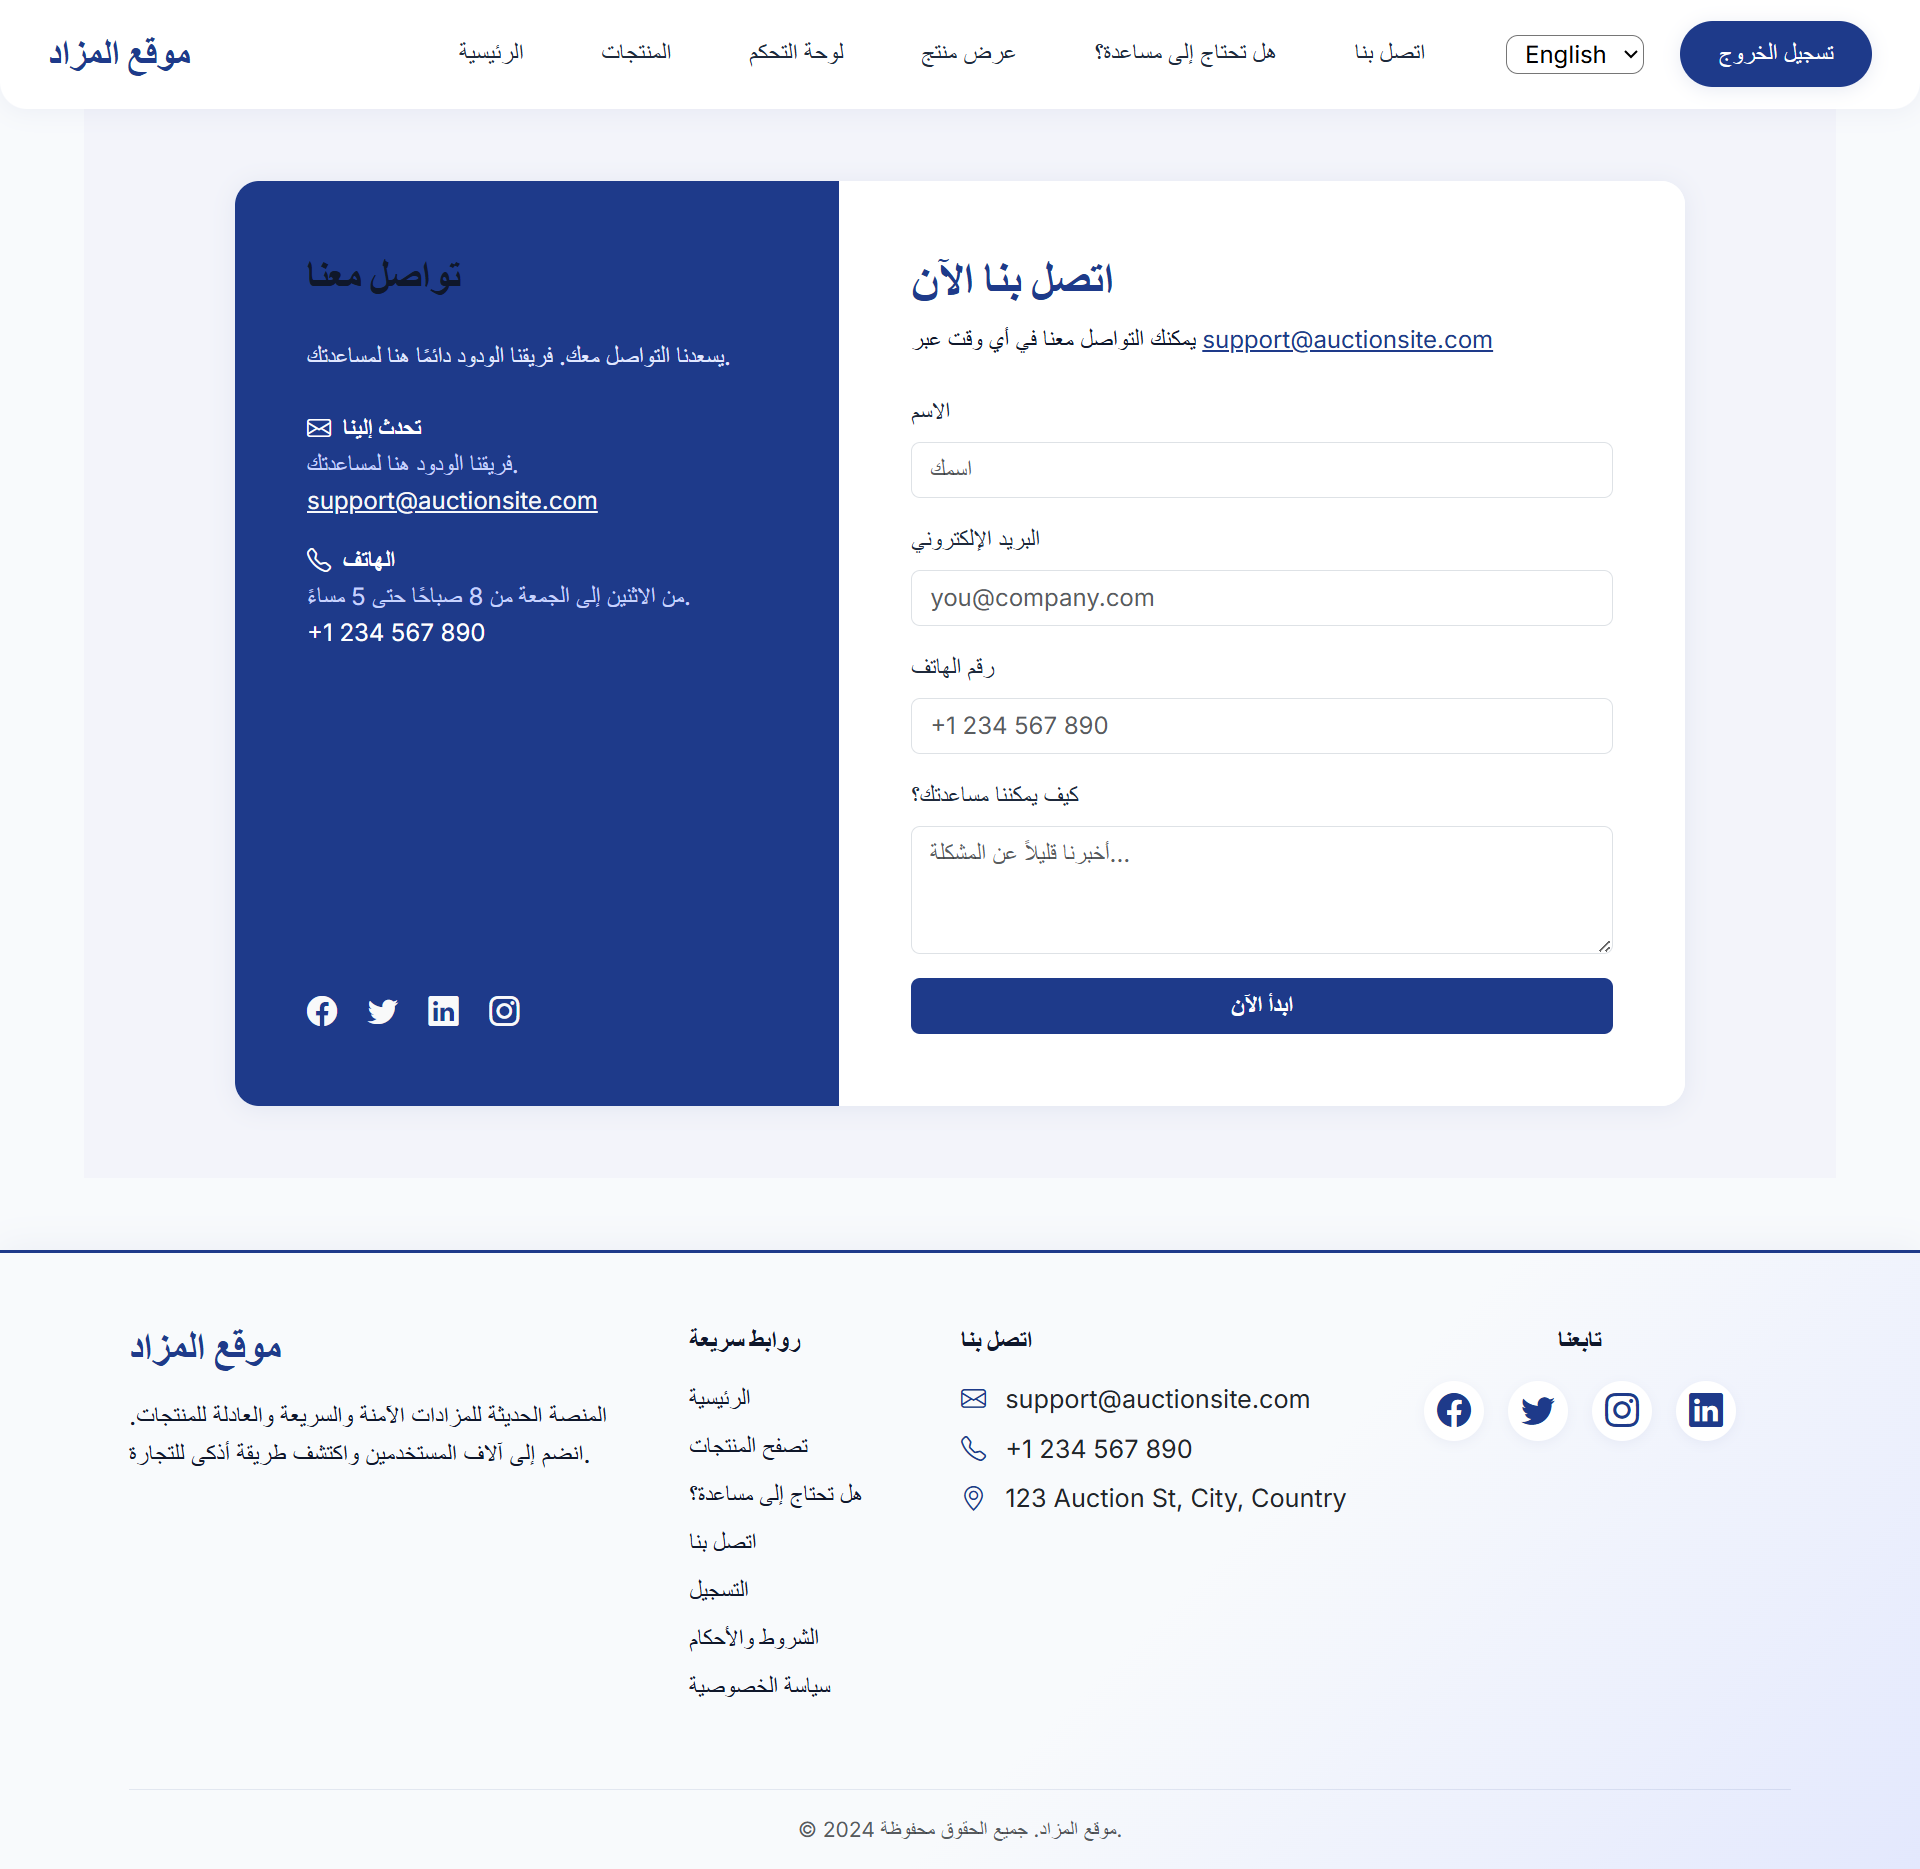 موقع المزاد
الرئيسية
المنتجات
لوحة التحكم
عرض منتج
هل تحتاج إلى مساعدة؟
اتصل بنا
English
تسجيل الخروج
تواصل معنا
يسعدنا التواصل معك. فريقنا الودود دائمًا هنا لمساعدتك.
تحدث إلينا
فريقنا الودود هنا لمساعدتك.
support@auctionsite.com
الهاتف
من الاثنين إلى الجمعة من 8 صباحًا حتى 5 مساءً.
+1 234 567 890
اتصل بنا الآن
يمكنك التواصل معنا في أي وقت عبر support@auctionsite.com
الاسم
اسمك
البريد الإلكتروني
you@company.com
رقم الهاتف
+1 234 567 890
كيف يمكننا مساعدتك؟
أخبرنا قليلاً عن المشكلة...
ابدأ الآن
موقع المزاد
المنصة الحديثة للمزادات الآمنة والسريعة والعادلة للمنتجات.
انضم إلى آلاف المستخدمين واكتشف طريقة أذكى للتجارة.
روابط سريعة
الرئيسية
تصفح المنتجات
هل تحتاج إلى مساعدة؟
اتصل بنا
التسجيل
الشروط والأحكام
سياسة الخصوصية
اتصل بنا
support@auctionsite.com
+1 234 567 890
123 Auction St, City, Country
تابعنا
© 2024 موقع المزاد. جميع الحقوق محفوظة.